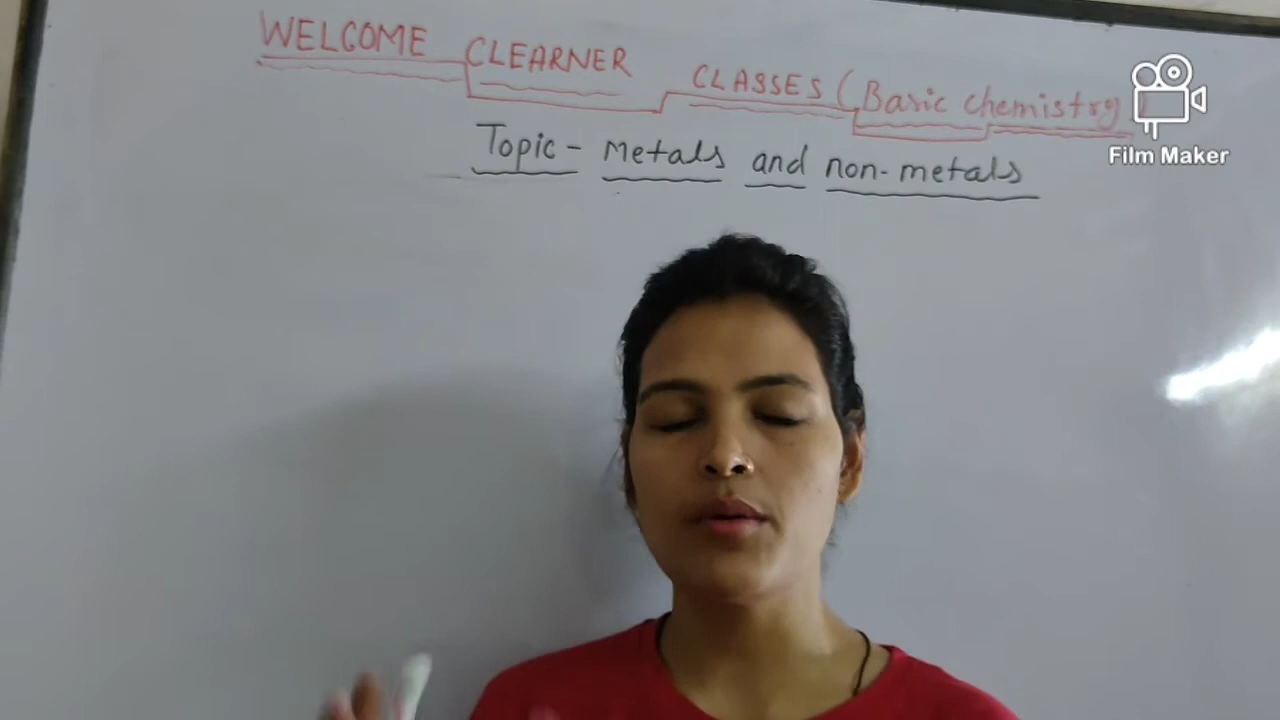 WELCOME CLEARNER CLASSES (Basic chemistry)
Topic - Metals and non-metals
Film Maker